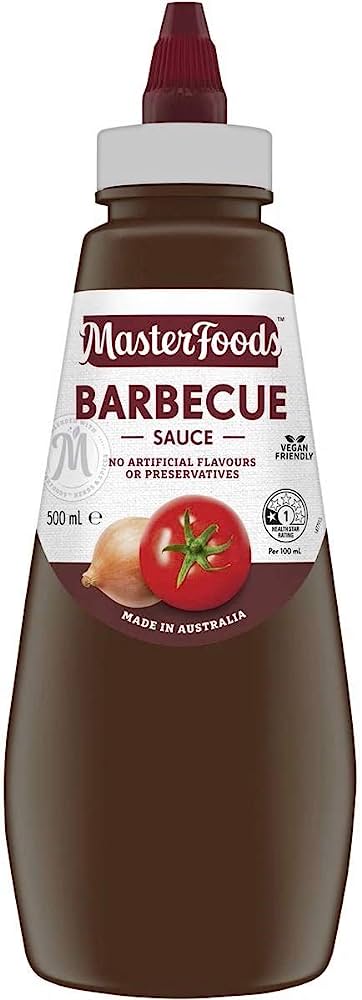 MasterFoods™
BARBECUE
SAUCE
NO ARTIFICIAL FLAVOURS
OR PRESERVATIVES
VEGAN
FRIENDLY
M
500 mL ℮
1
HEALTH STAR
RATING
Per 100 mL
MADE IN AUSTRALIA